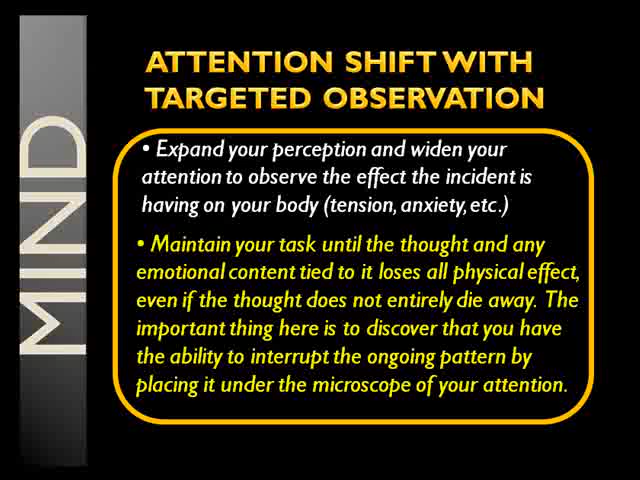 MIND
ATTENTION SHIFT WITH
TARGETED OBSERVATION
• Expand your perception and widen your
attention to observe the effect the incident is
having on your body (tension, anxiety, etc.)
• Maintain your task until the thought and any
emotional content tied to it loses all physical effect,
even if the thought does not entirely die away. The
important thing here is to discover that you have
the ability to interrupt the ongoing pattern by
placing it under the microscope of your attention.